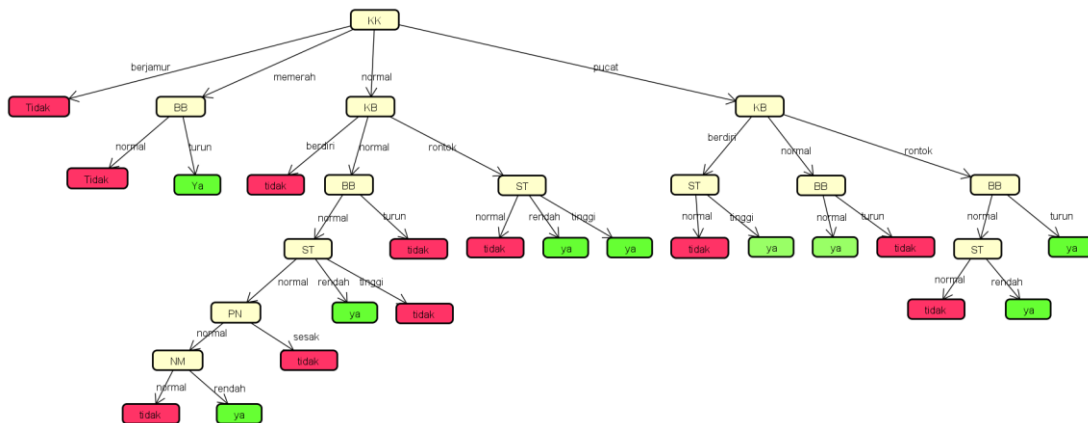 KK
berjamur memerah normal pucat
Tidak BB KB KB
normal turun berdiri normal rontok berdiri normal rontok
Tidak Ya tidak BB ST ST BB BB
normal turun normal rendah tinggi normal tinggi normal turun normal turun
ST tidak tidak ya ya tidak ya ya tidak ST ya
normal rendah tinggi normal rendah
PN ya tidak tidak ya
normal sesak
NM tidak
normal rendah
tidak ya